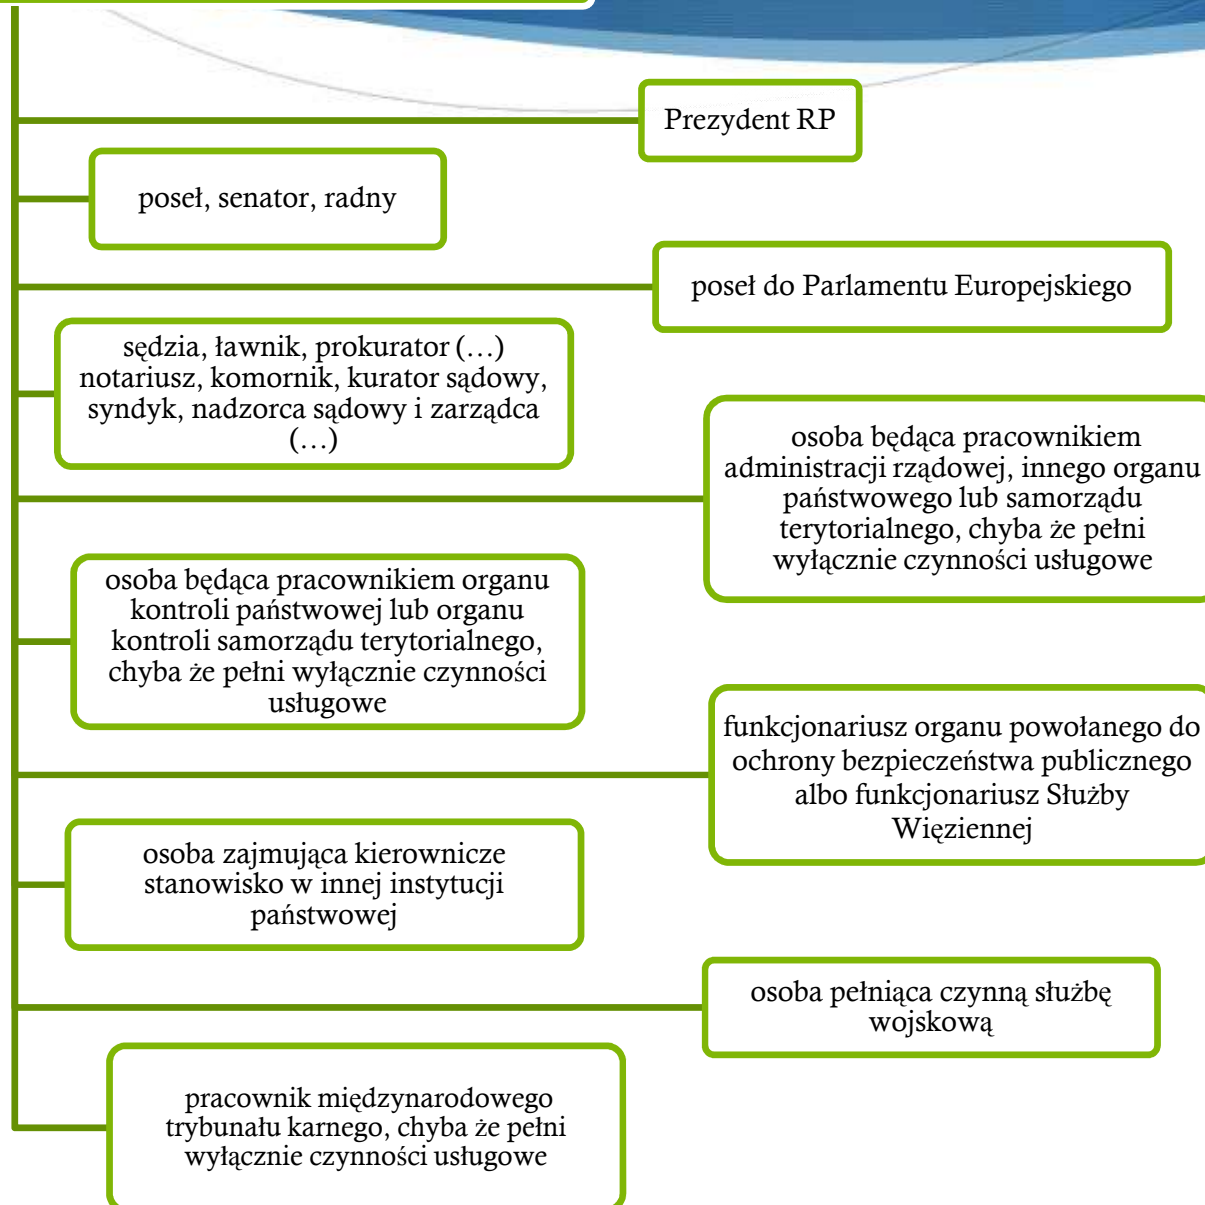 Prezydent RP
poseł, senator, radny
poseł do Parlamentu Europejskiego
sędzia, ławnik, prokurator (…)
notariusz, komornik, kurator sądowy,
syndyk, nadzorca sądowy i zarządca
(…)
osoba będąca pracownikiem
administracji rządowej, innego organu
państwowego lub samorządu
terytorialnego, chyba że pełni
wyłącznie czynności usługowe
osoba będąca pracownikiem organu
kontroli państwowej lub organu
kontroli samorządu terytorialnego,
chyba że pełni wyłącznie czynności
usługowe
funkcjonariusz organu powołanego do
ochrony bezpieczeństwa publicznego
albo funkcjonariusz Służby
Więziennej
osoba zajmująca kierownicze
stanowisko w innej instytucji
państwowej
osoba pełniąca czynną służbę
wojskową
pracownik międzynarodowego
trybunału karnego, chyba że pełni
wyłącznie czynności usługowe